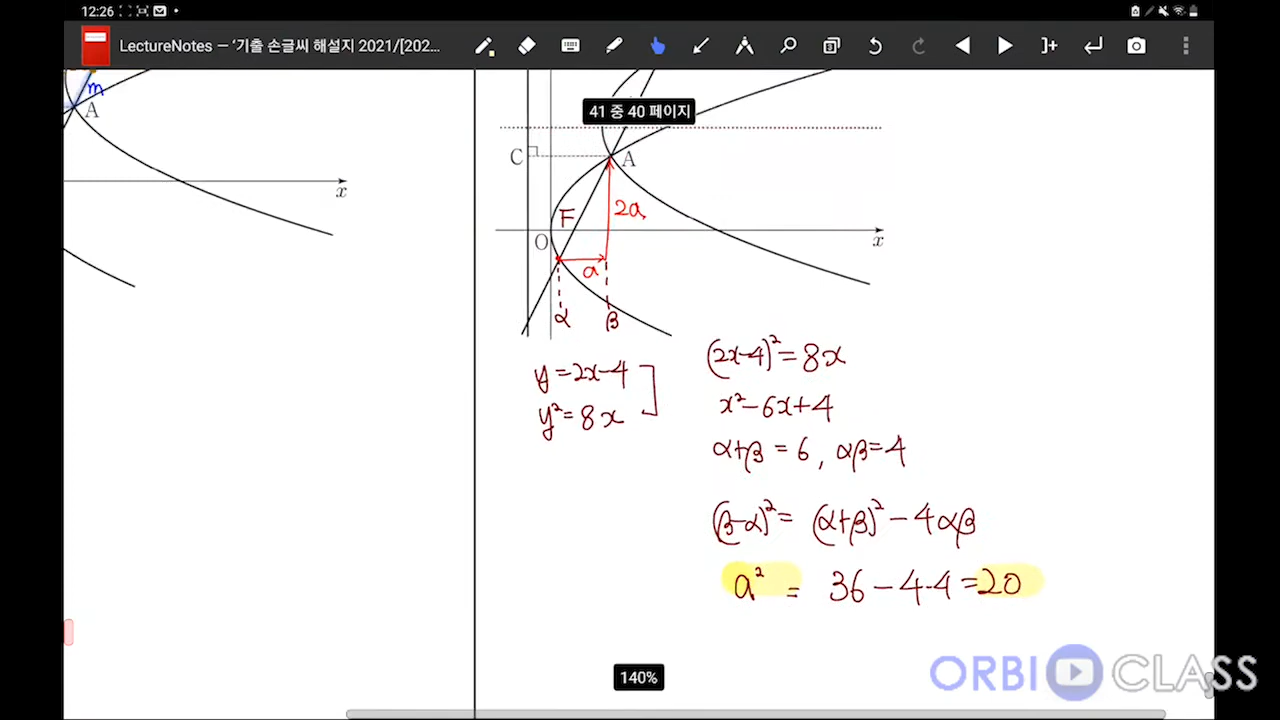 12:26
LectureNotes – ‘기출 손글씨 해설지 2021/[202...
m
A
x
41 중 40 페이지
C
A
2a
F
O
x
a
α
β
y=2x-4
y²=8x
(2x-4)²=8x
x²-6x+4
α+β=6, αβ=4
(β-α)²=(α+β)²-4αβ
a² = 36-4·4=20
140%
ORBI CLASS